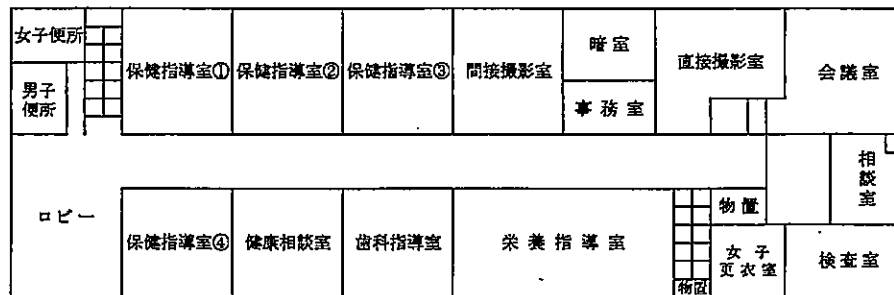 女子便所
男子
便所
保健指導室①
保健指導室②
保健指導室③
間接撮影室
暗室
事務室
直接撮影室
会議室
相
談
室
ロビー
保健指導室④
健康相談室
歯科指導室
栄養指導室
物置
物置
女子
更衣室
検査室